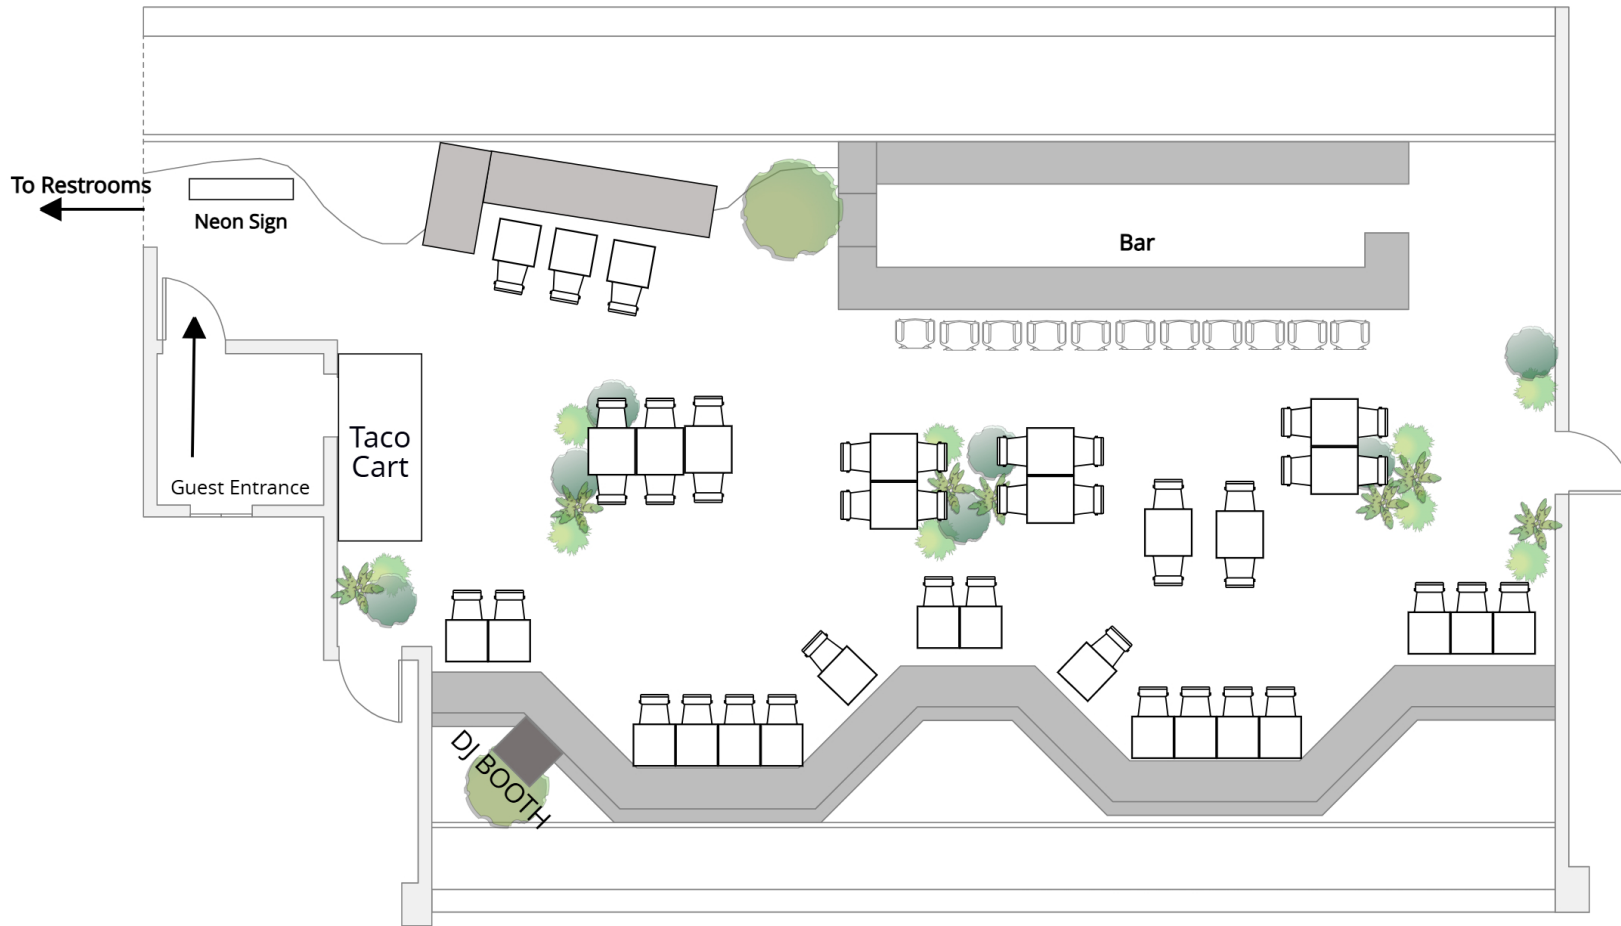 To Restrooms
Neon Sign
Bar
Taco
Cart
Guest Entrance
DJ BOOTH